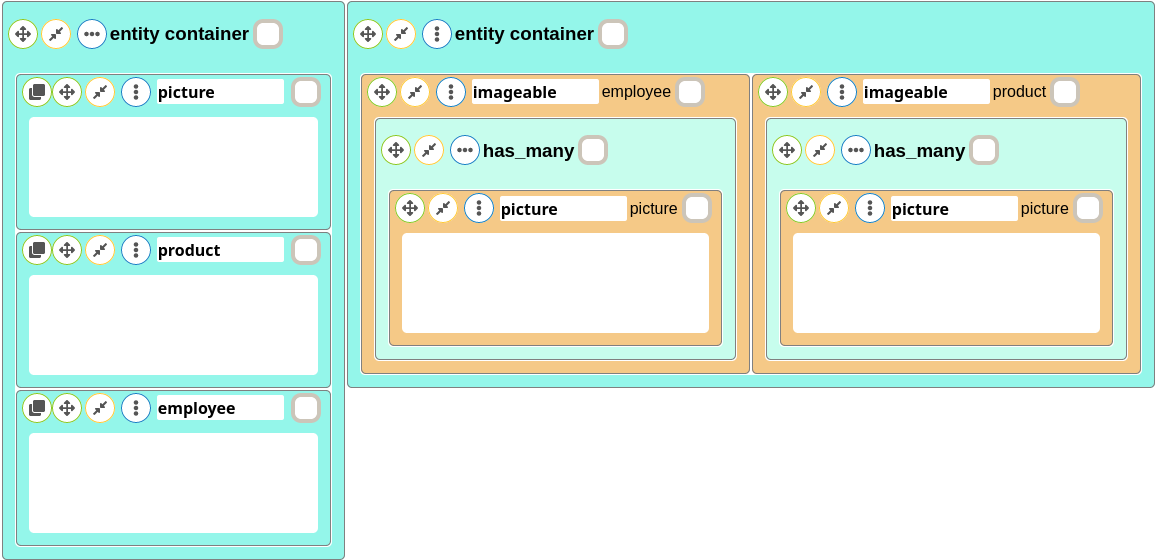 entity container
picture
product
employee
entity container
imageable employee
has_many
picture picture
imageable product
has_many
picture picture